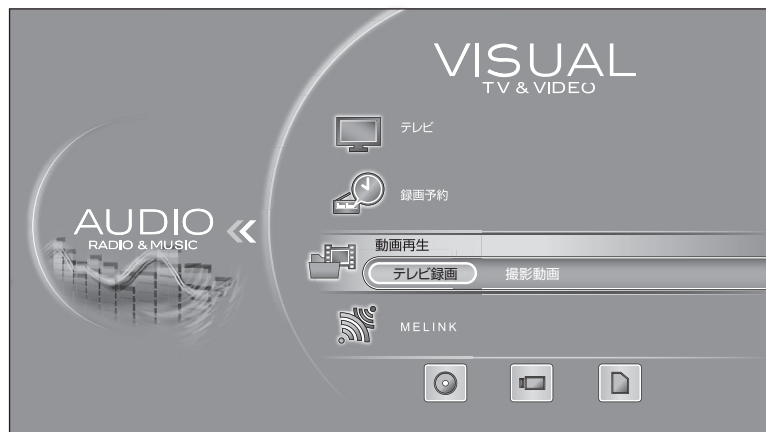 VISUAL
TV & VIDEO
テレビ
録画予約
AUDIO
RADIO & MUSIC
動画再生
テレビ録画 撮影動画
MELINK